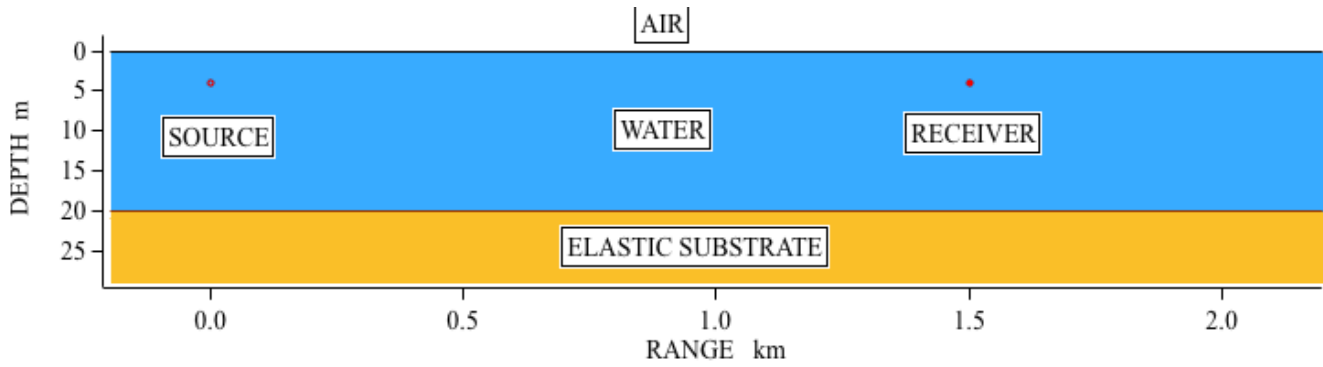 AIR
0
5
10
15
20
25
DEPTH m
SOURCE
WATER
RECEIVER
ELASTIC SUBSTRATE
0.0 0.5 1.0 1.5 2.0
RANGE km